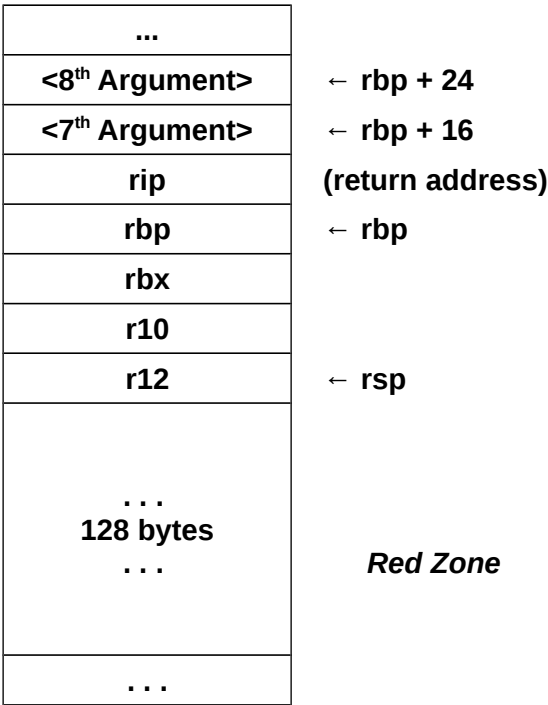 ...
<8th Argument> ← rbp + 24
<7th Argument> ← rbp + 16
rip (return address)
rbp ← rbp
rbx
r10
r12 ← rsp
. . .
128 bytes
. . . Red Zone
. . .